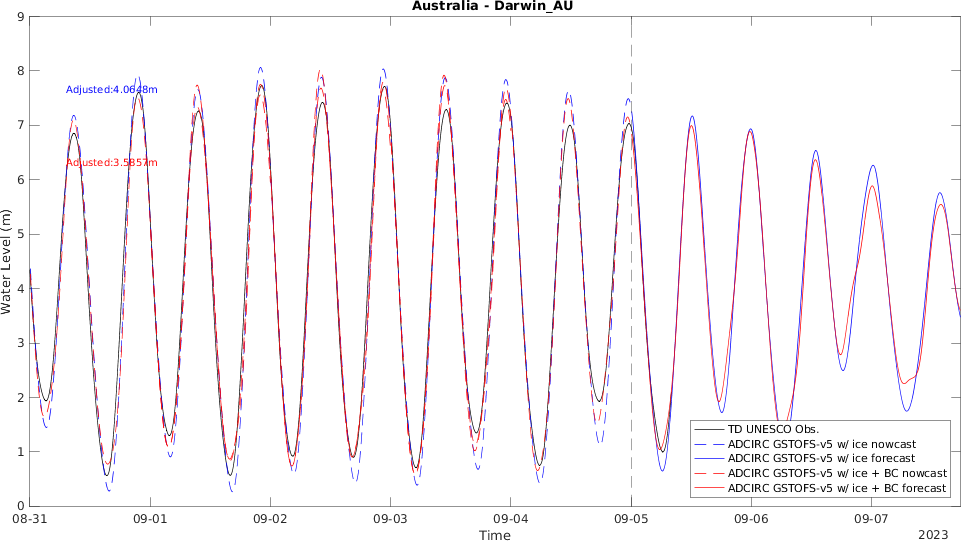 Australia - Darwin_AU
9
8
7
6
5
4
3
2
1
0
Water Level (m)
Adjusted:4.0648m
Adjusted:3.5857m
TD UNESCO Obs.
ADCIRC GSTOFS-v5 w/ ice nowcast
ADCIRC GSTOFS-v5 w/ ice forecast
ADCIRC GSTOFS-v5 w/ ice + BC nowcast
ADCIRC GSTOFS-v5 w/ ice + BC forecast
08-31 09-01 09-02 09-03 09-04 09-05 09-06 09-07
Time
2023